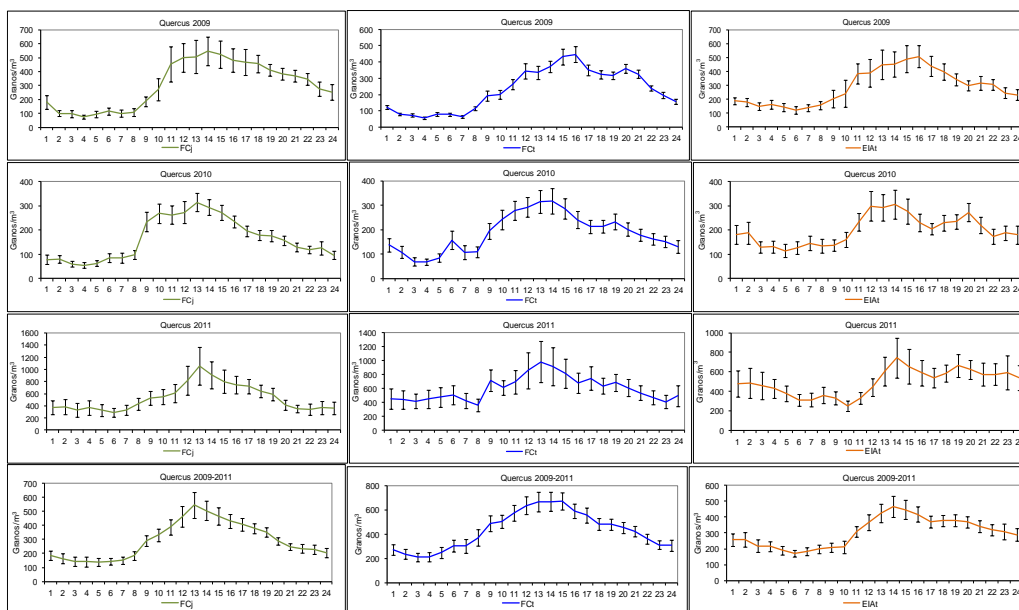 Quercus 2009
Granos/m³
700
600
500
400
300
200
100
0
1 2 3 4 5 6 7 8 9 10 11 12 13 14 15 16 17 18 19 20 21 22 23 24
FCj
Quercus 2009
600
500
400
300
200
100
0
1 2 3 4 5 6 7 8 9 10 11 12 13 14 15 16 17 18 19 20 21 22 23 24
FCt
Quercus 2009
Granos/m³
700
600
500
400
300
200
100
0
1 2 3 4 5 6 7 8 9 10 11 12 13 14 15 16 17 18 19 20 21 22 23 24
EIAt
Quercus 2010
Granos/m³
400
300
200
100
0
1 2 3 4 5 6 7 8 9 10 11 12 13 14 15 16 17 18 19 20 21 22 23 24
FCj
Quercus 2010
Granos/m³
400
300
200
100
0
1 2 3 4 5 6 7 8 9 10 11 12 13 14 15 16 17 18 19 20 21 22 23 24
FCt
Quercus 2010
Granos/m³
400
300
200
100
0
1 2 3 4 5 6 7 8 9 10 11 12 13 14 15 16 17 18 19 20 21 22 23 24
EIAt
Quercus 2011
Granos/m³
1600
1400
1200
1000
800
600
400
200
0
1 2 3 4 5 6 7 8 9 10 11 12 13 14 15 16 17 18 19 20 21 22 23 24
FCj
Quercus 2011
Granos/m³
1400
1200
1000
800
600
400
200
0
1 2 3 4 5 6 7 8 9 10 11 12 13 14 15 16 17 18 19 20 21 22 23 24
FCt
Quercus 2011
Granos/m³
1000
800
600
400
200
0
1 2 3 4 5 6 7 8 9 10 11 12 13 14 15 16 17 18 19 20 21 22 23 24
EIAt
Quercus 2009-2011
Granos/m³
700
600
500
400
300
200
100
0
1 2 3 4 5 6 7 8 9 10 11 12 13 14 15 16 17 18 19 20 21 22 23 24
FCj
Quercus 2009-2011
Granos/m³
800
600
400
200
0
1 2 3 4 5 6 7 8 9 10 11 12 13 14 15 16 17 18 19 20 21 22 23 24
FCt
Quercus 2009-2011
Granos/m³
600
500
400
300
200
100
0
1 2 3 4 5 6 7 8 9 10 11 12 13 14 15 16 17 18 19 20 21 22 23 24
EIAt